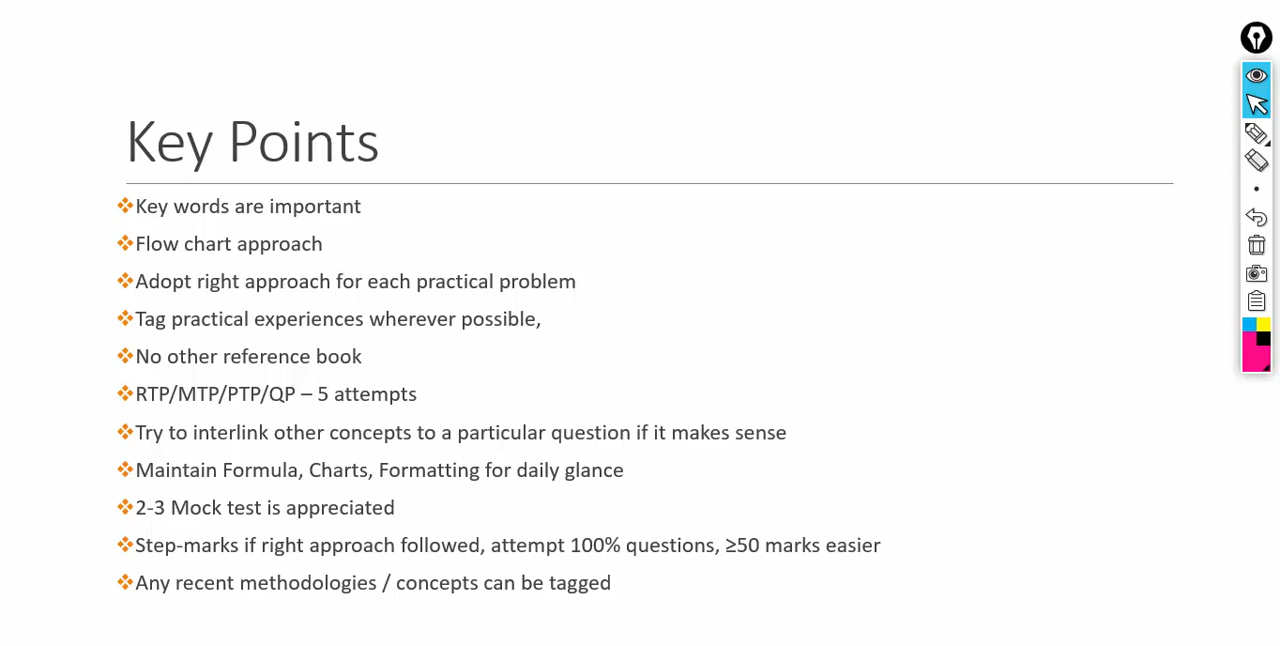 Key Points
Key words are important
Flow chart approach
Adopt right approach for each practical problem
Tag practical experiences wherever possible,
No other reference book
RTP/MTP/PTP/QP – 5 attempts
Try to interlink other concepts to a particular question if it makes sense
Maintain Formula, Charts, Formatting for daily glance
2-3 Mock test is appreciated
Step-marks if right approach followed, attempt 100% questions, ≥50 marks easier
Any recent methodologies / concepts can be tagged